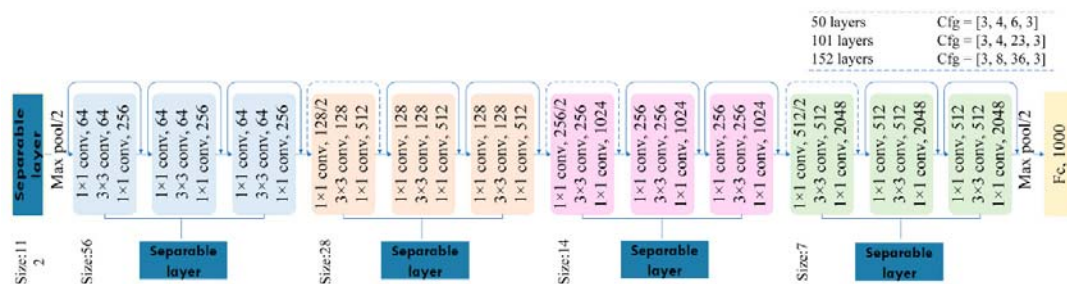 50 layers Cfg = [3, 4, 6, 3]
101 layers Cfg = [3, 4, 23, 3]
152 layers Cfg − [3, 8, 36, 3]
Separable
layer
Max pool/2
1×1 conv, 64
3×3 conv, 64
1×1 conv, 256
1×1 conv, 64
3×3 conv, 64
1×1 conv, 256
1×1 conv, 64
3×3 conv, 64
1×1 conv, 256
1×1 conv, 128/2
3×3 conv, 128
1×1 conv, 512
1×1 conv, 128
3×3 conv, 128
1×1 conv, 512
1×1 conv, 128
3×3 conv, 128
1×1 conv, 512
1×1 conv, 256/2
3×3 conv, 256
1×1 conv, 1024
1×1 conv, 256
3×3 conv, 256
1×1 conv, 1024
1×1 conv, 256
3×3 conv, 256
1×1 conv, 1024
1×1 conv, 512/2
3×3 conv, 512
1×1 conv, 2048
1×1 conv, 512
3×3 conv, 512
1×1 conv, 2048
1×1 conv, 512
3×3 conv, 512
1×1 conv, 2048
Max pool/2
Fc, 1000
Size:11
2
Size:56
Separable
layer
Size:28
Separable
layer
Size:14
Separable
layer
Size:7
Separable
layer